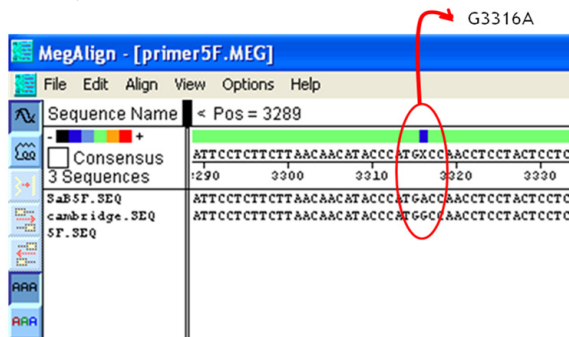 G3316A
MegAlign - [primer5F.MEG]
File Edit Align View Options Help
Sequence Name < Pos = 3289
- +
Consensus ATTCCTCTTCTTAACAACATACCCATGXCCAACCTCCTACTCCTC
3 Sequences :290 3300 3310 3320 3330
SaB5F.SEQ ATTCCTCTTCTTAACAACATACCCATGACCAACCTCCTACTCCTC
cambridge.SEQ ATTCCTCTTCTTAACAACATACCCATGGCCAACCTCCTACTCCTC
5F.SEQ
AAA
AAA